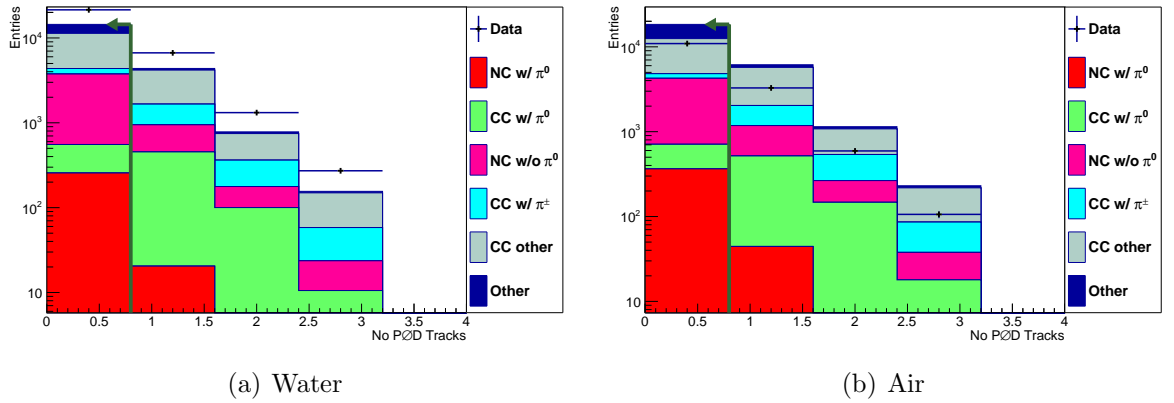 Entries
10⁴
10³
10²
10
0 0.5 1 1.5 2 2.5 3 3.5 4
No PØD Tracks
Data
NC w/ π⁰
CC w/ π⁰
NC w/o π⁰
CC w/ π±
CC other
Other
(a) Water
Entries
10⁴
10³
10²
10
0 0.5 1 1.5 2 2.5 3 3.5 4
No PØD Tracks
Data
NC w/ π⁰
CC w/ π⁰
NC w/o π⁰
CC w/ π±
CC other
Other
(b) Air